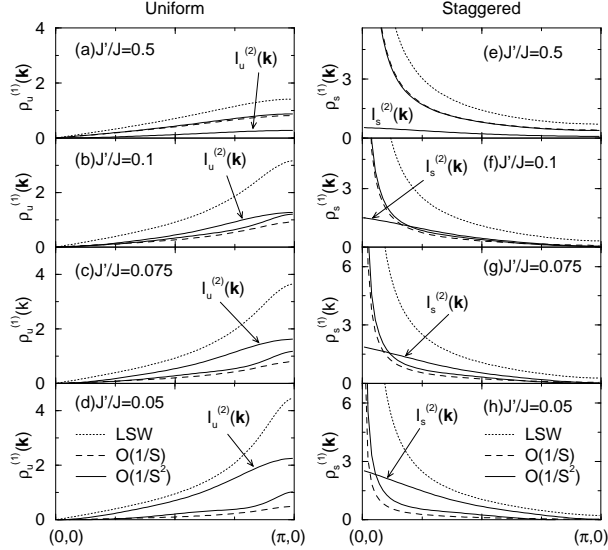 Uniform
Staggered
(a)J'/J=0.5
I_u^(2)(k)
ρ_u^(1)(k)
4
2
0
(b)J'/J=0.1
I_u^(2)(k)
ρ_u^(1)(k)
2
0
(c)J'/J=0.075
I_u^(2)(k)
ρ_u^(1)(k)
4
2
0
(d)J'/J=0.05
I_u^(2)(k)
LSW
O(1/S)
O(1/S^2)
ρ_u^(1)(k)
4
2
0
(0,0)
(π,0)
(e)J'/J=0.5
I_s^(2)(k)
ρ_s^(1)(k)
6
3
0
(f)J'/J=0.1
I_s^(2)(k)
ρ_s^(1)(k)
3
0
(g)J'/J=0.075
I_s^(2)(k)
ρ_s^(1)(k)
6
3
0
(h)J'/J=0.05
I_s^(2)(k)
LSW
O(1/S)
O(1/S^2)
ρ_s^(1)(k)
6
3
0
(0,0)
(π,0)